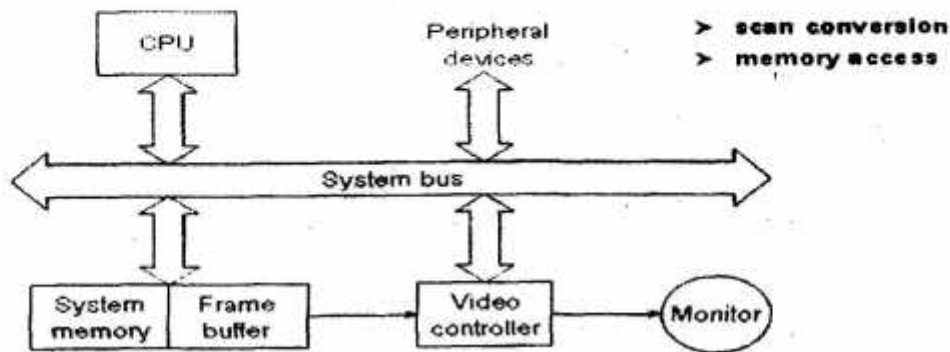 CPU
Peripheral
devices
➤ scan conversion
➤ memory access
System bus
System
memory
Frame
buffer
Video
controller
Monitor